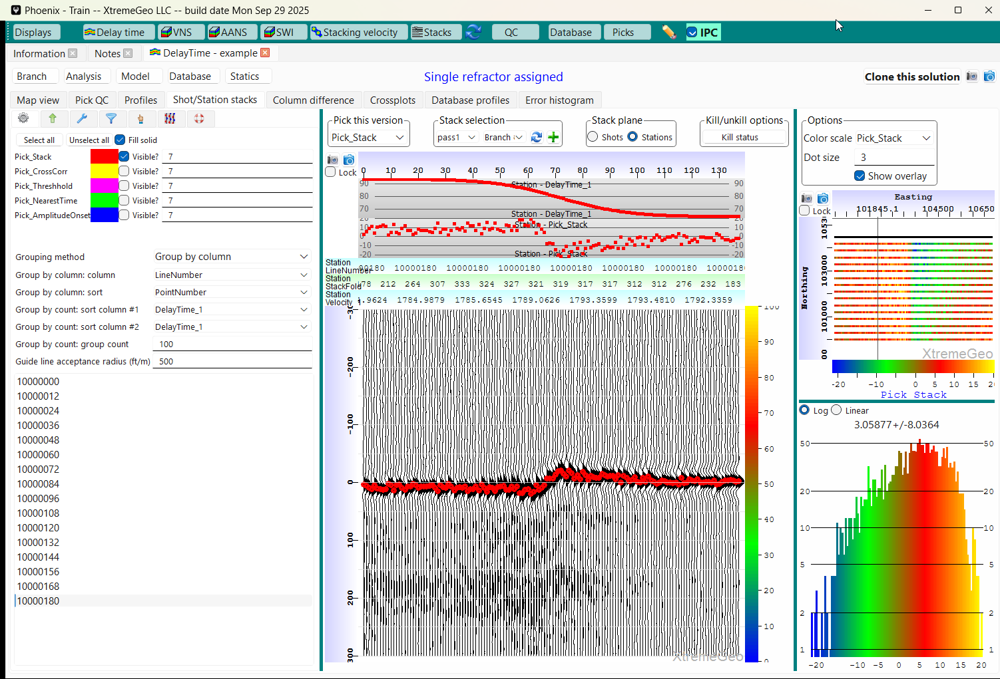 Phoenix - Train -- XtremeGeo LLC -- build date Mon Sep 29 2025
Displays Delay time VNS AANS SWI Stacking velocity Stacks QC Database Picks IPC
Information Notes DelayTime - example
Branch Analysis Model Database Statics Single refractor assigned Clone this solution
Map view Pick QC Profiles Shot/Station stacks Column difference Crossplots Database profiles Error histogram
Select all Unselect all Fill solid
Pick_Stack Visible? 7
Pick_CrossCorr Visible? 7
Pick_Threshhold Visible? 7
Pick_NearestTime Visible? 7
Pick_AmplitudeOnset Visible? 7
Grouping method Group by column
Group by column: column LineNumber
Group by column: sort PointNumber
Group by count: sort column #1 DelayTime_1
Group by count: sort column #2 DelayTime_1
Group by count: group count 100
Guide line acceptance radius (ft/m) 500
10000000
10000012
10000024
10000036
10000048
10000060
10000072
10000084
10000096
10000108
10000120
10000132
10000144
10000156
10000168
10000180
Pick this version
Pick_Stack
Stack selection
pass1 Branch
Stack plane
Shots Stations
Kill/unkill options
Kill status
Lock
0 10 20 30 40 50 60 70 80 90 100 110 120 130
Station - DelayTime_1
90 90
80 80
70 70
Station - DelayTime_1
20 20
Station - Pick_Stack
10 10
0 0
-10 -10
-20 -20
Station - Pick_Stack
Station
LineNumber
00180 10000180 10000180 10000180 10000180 10000180 10000180 1000018
Station
StackFold
78 212 264 307 333 324 327 321 319 317 317 312 312 276 232 183
Station
Velocity_1
1.9624 1784.9879 1785.6545 1789.0626 1793.3599 1793.4810 1792.3359
-30
-200
-100
0
100
200
300
XtremeGeo
100
90
80
70
60
50
40
30
20
10
0
Options
Color scale Pick_Stack
Dot size 3
Show overlay
Lock
Easting
101845.1 104500 10650
Northing
1053
103000
101000
00
XtremeGeo
-20 -10 0 5 10 15 20
Pick Stack
Log Linear
3.05877+/-8.0364
50 50
20 20
10 10
5 5
2 2
1 1
-20 -10 -5 0 5 10 15 20